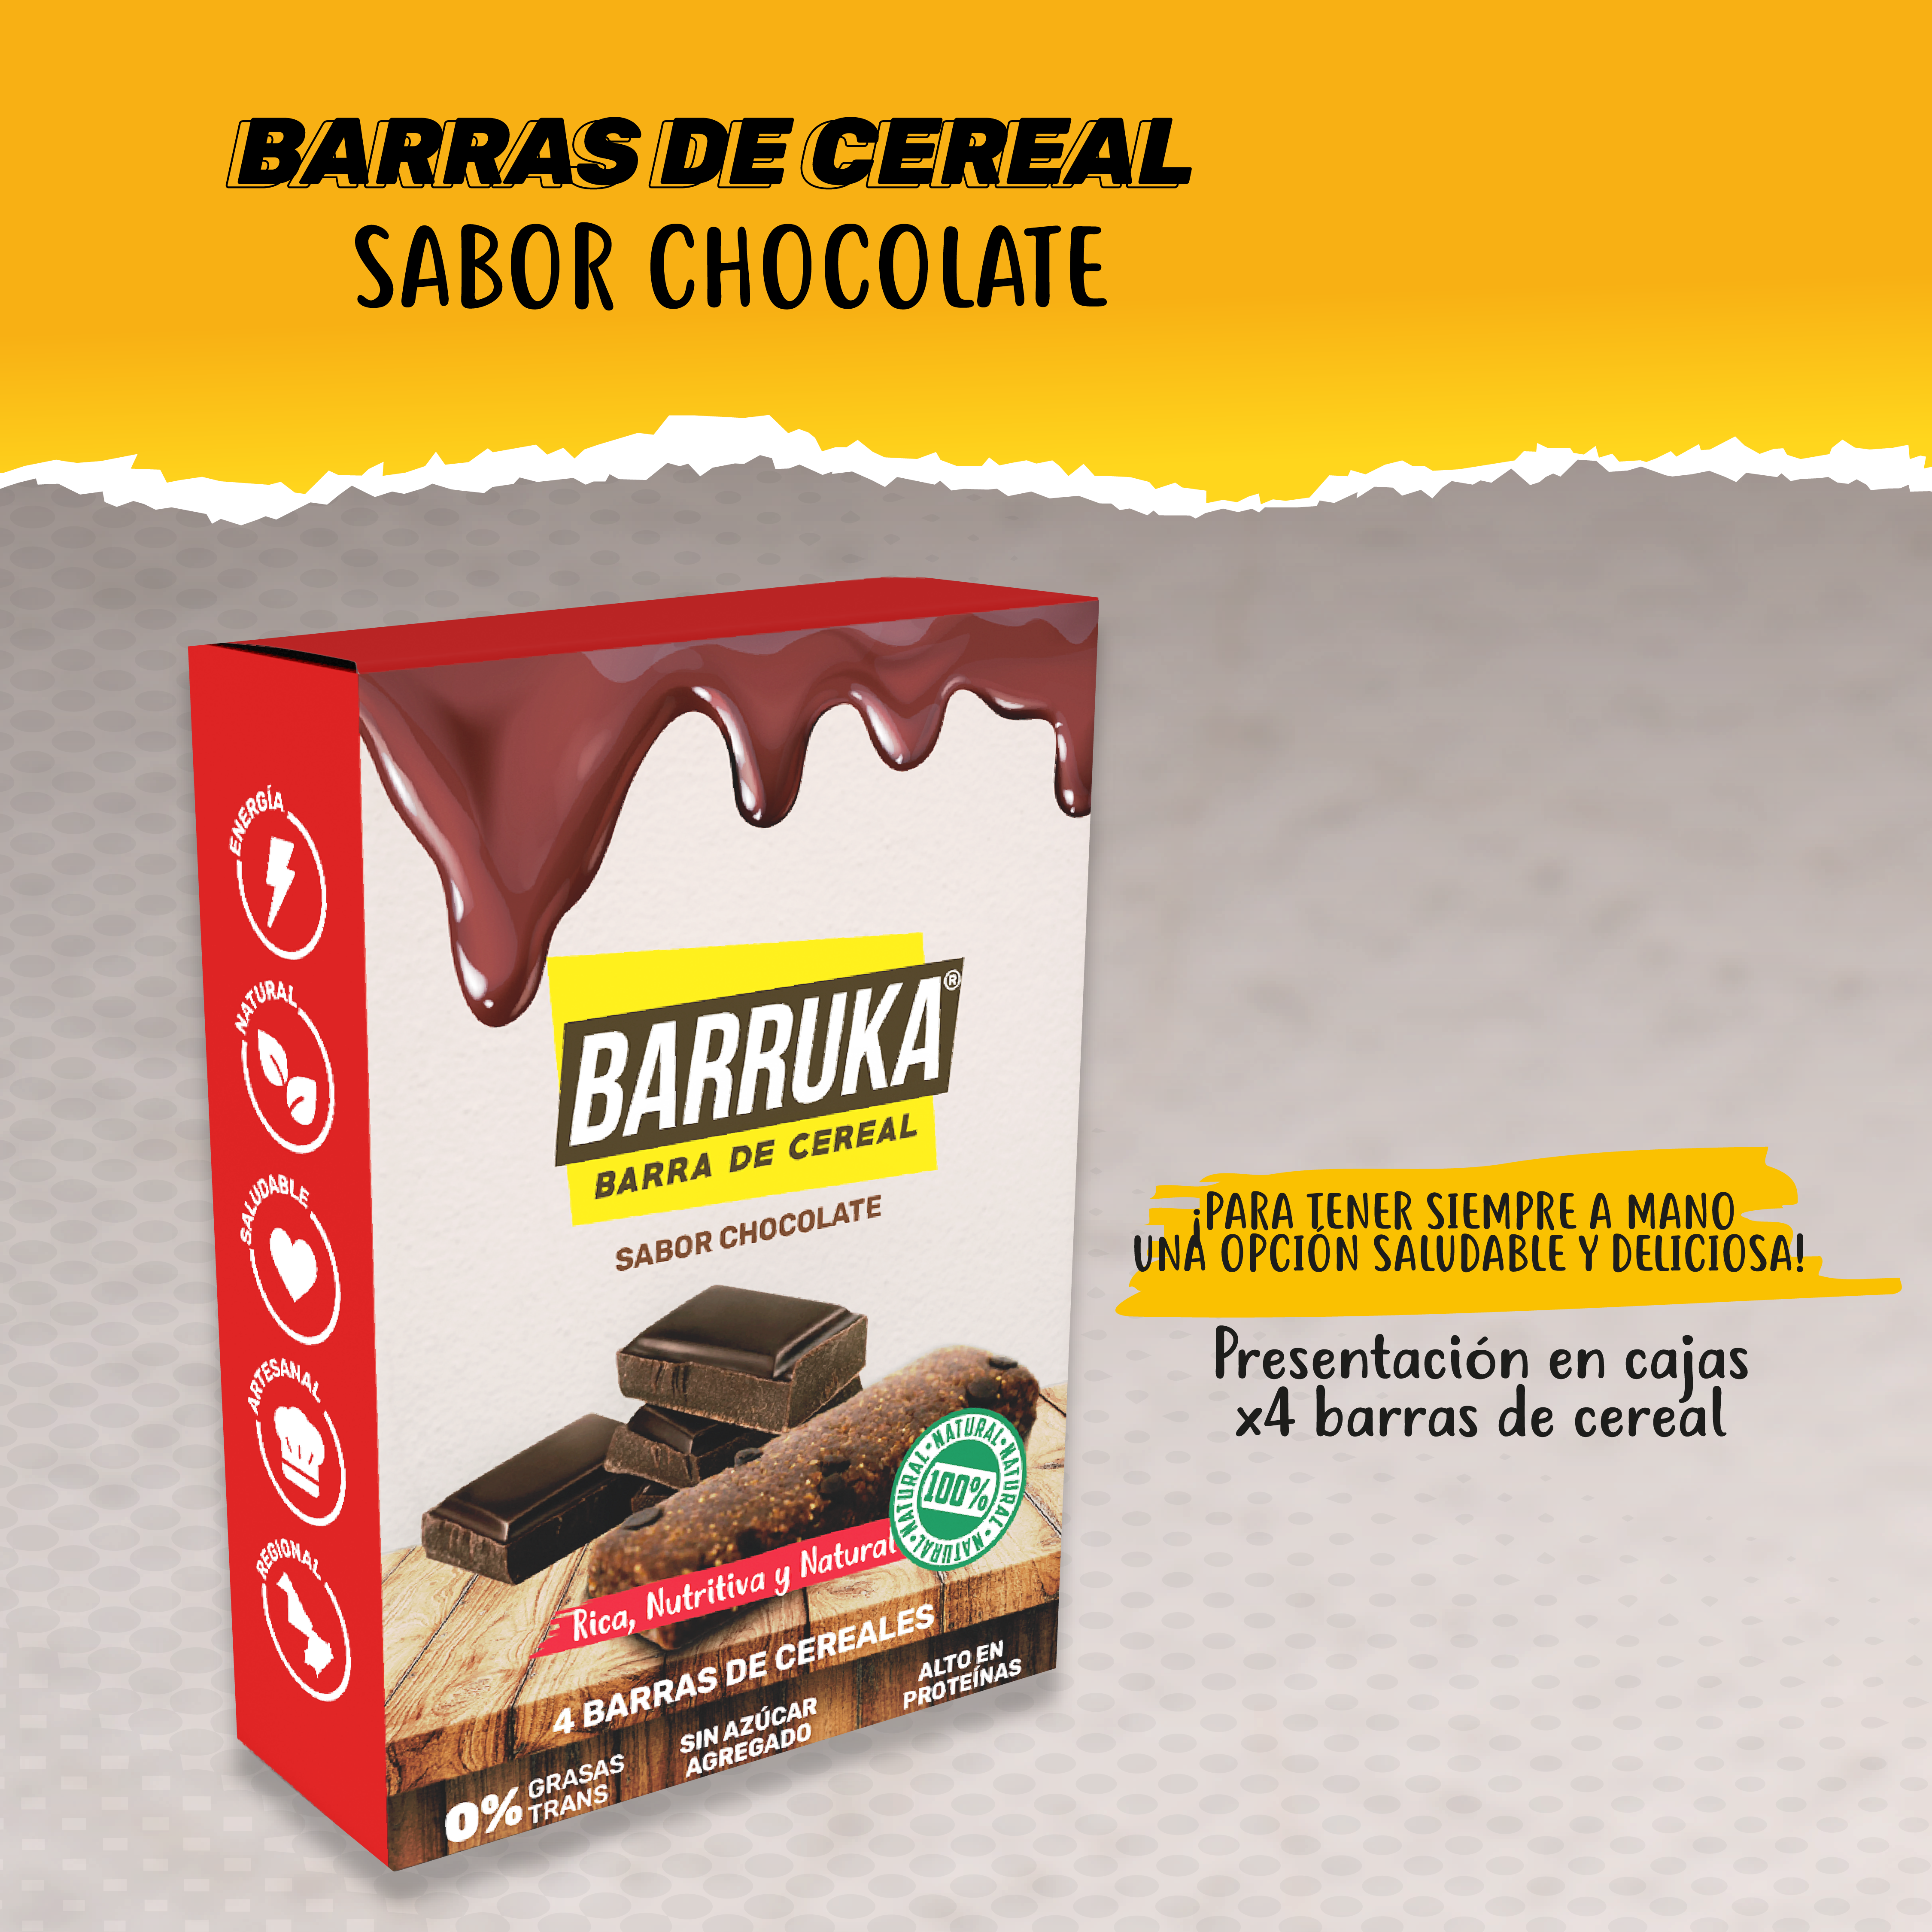 BARRAS DE CEREAL
SABOR CHOCOLATE
ENERGÍA
NATURAL
SALUDABLE
ARTESANAL
REGIONAL
BARRUKA®
BARRA DE CEREAL
SABOR CHOCOLATE
NATURAL • NATURAL • NATURAL • NATURAL •
100%
Rica, Nutritiva y Natural
4 BARRAS DE CEREALES
0% GRASAS
TRANS
SIN AZÚCAR
AGREGADO
ALTO EN
PROTEÍNAS
¡PARA TENER SIEMPRE A MANO
UNA OPCIÓN SALUDABLE Y DELICIOSA!
Presentación en cajas
x4 barras de cereal